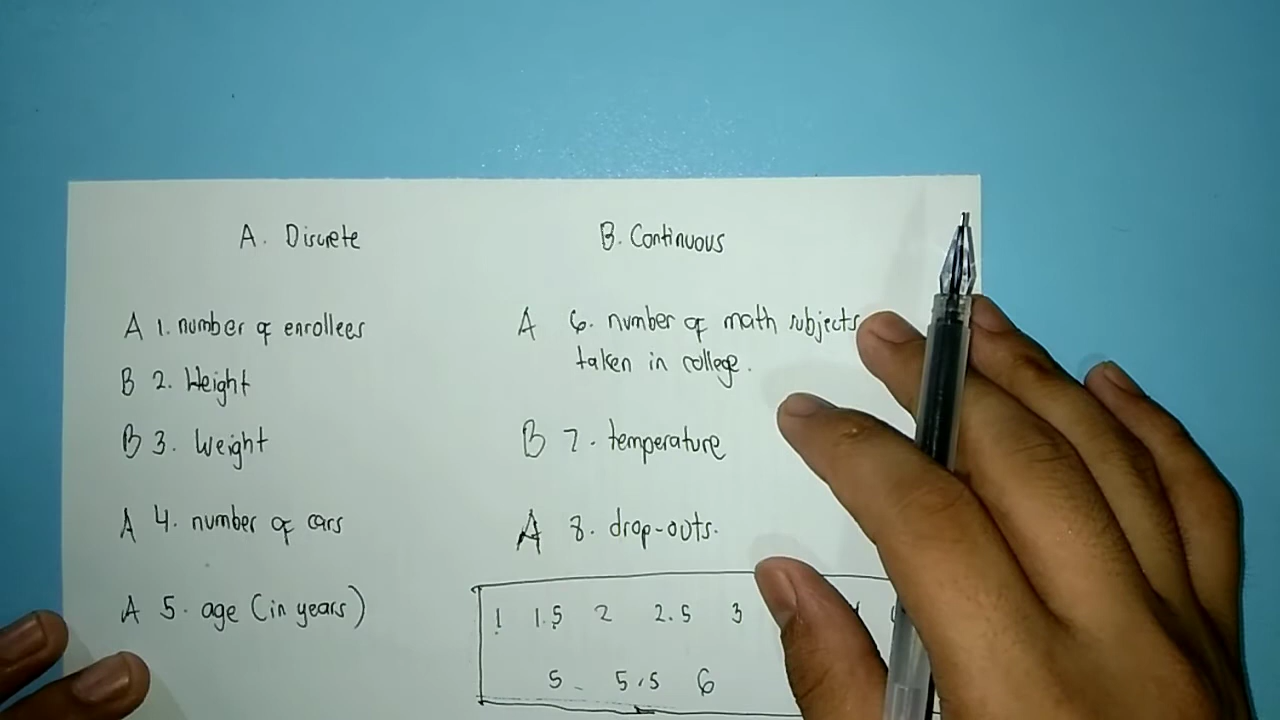 A. Discrete
B. Continuous
A 1. number of enrollees
B 2. Height
B 3. Weight
A 4. number of cars
A 5. age (in years)
A 6. number of math subjects
taken in college.
B 7. temperature
A 8. drop-outs.
1 1.5 2 2.5 3
5 5.5 6